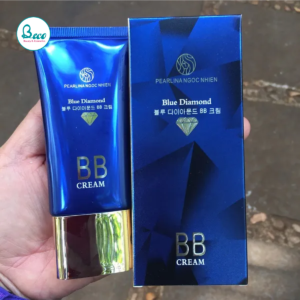 Beco
PEARLINA NGOC NHIEN
Blue Diamond
블루 다이아몬드 BB 크림
BB
CREAM
PEARLINA NGOC NHIEN
Blue Diamond
블루 다이아몬드 BB 크림
BB
CREAM